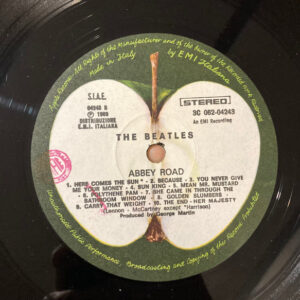 Apple Records All Rights of the Manufacturer and of the Owner of the Recorded work reserved
Made in Italy by EMI Italiana
S.I.A.E.
04243 B
℗ 1969
DISTRIBUZIONE
E.M.I. ITALIANA
STEREO
3C 062-04243
An EMI Recording
THE BEATLES
ABBEY ROAD
1. HERE COMES THE SUN* - 2. BECAUSE - 3. YOU NEVER GIVE
ME YOUR MONEY - 4. SUN KING - 5. MEAN MR. MUSTARD
6. POLYTHENE PAM - 7. SHE CAME IN THROUGH THE
BATHROOM WINDOW - 8. GOLDEN SLUMBERS -
9. CARRY THAT WEIGHT - 10. THE END - HER MAJESTY
(Lennon - McCartney except *Harrison)
Produced by George Martin
Unauthorized Public Performance, Broadcasting and Copying of this Record Prohibited